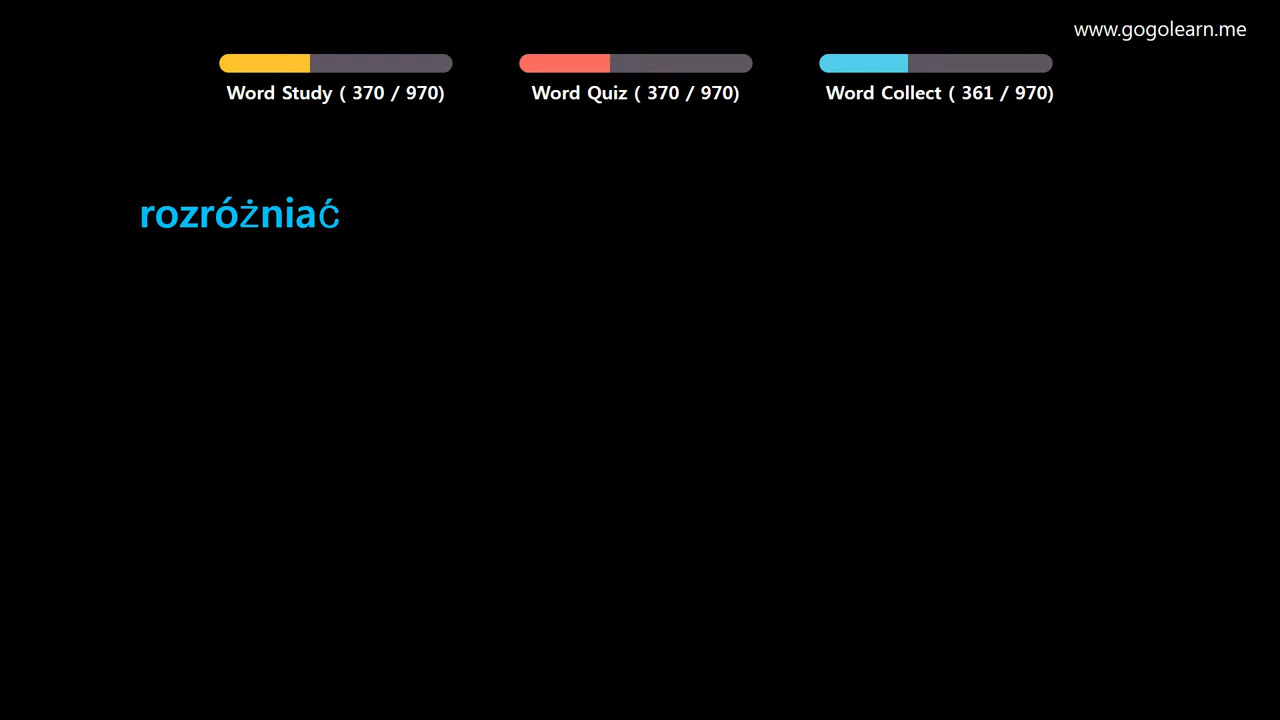 www.gogolearn.me
Word Study ( 370 / 970)
Word Quiz ( 370 / 970)
Word Collect ( 361 / 970)
rozróżniać